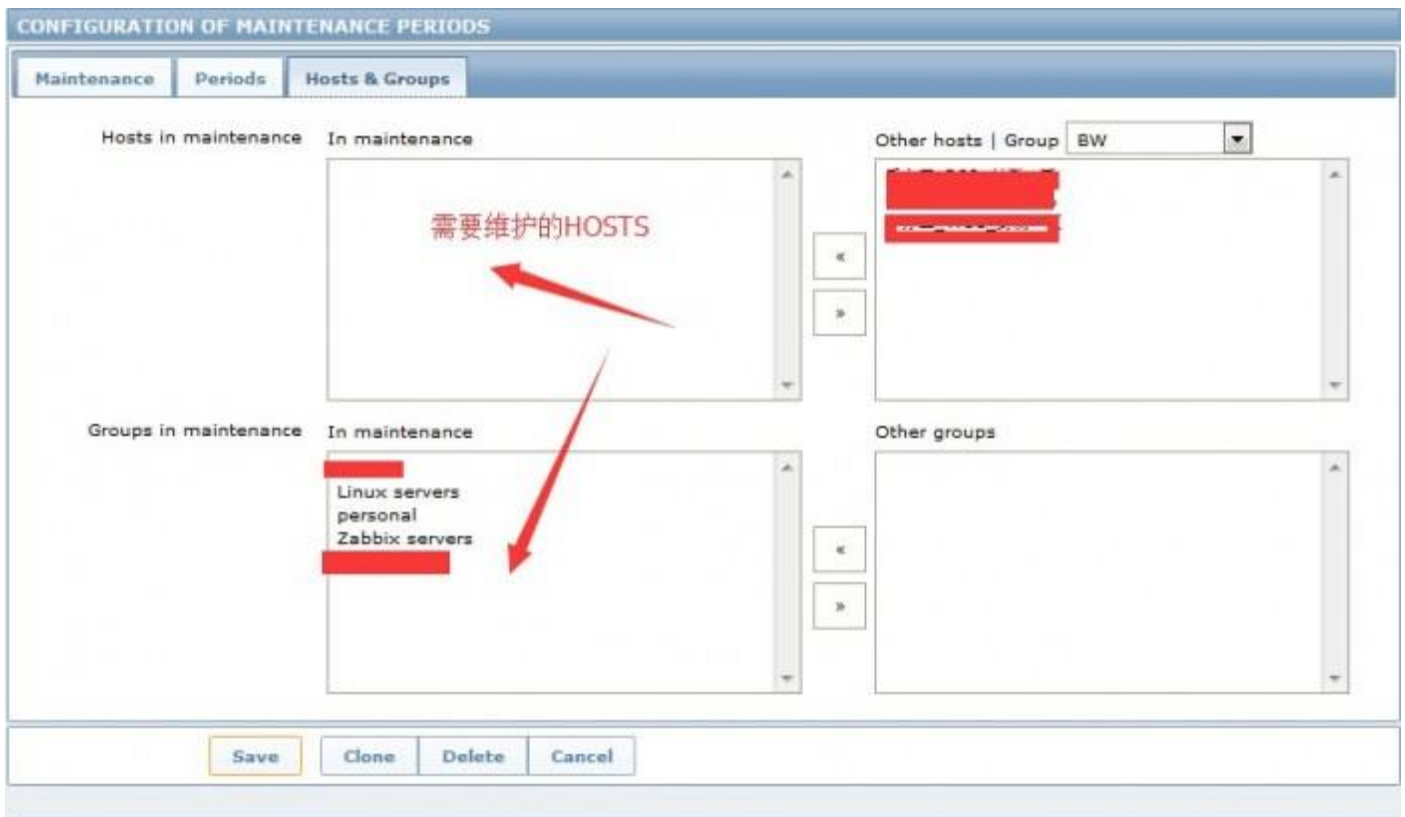 CONFIGURATION OF MAINTENANCE PERIODS
Maintenance Periods Hosts & Groups
Hosts in maintenance In maintenance Other hosts | Group BW
需要维护的HOSTS
«
»
Groups in maintenance In maintenance Other groups
Linux servers
personal
Zabbix servers
«
»
Save Clone Delete Cancel